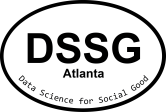 DSSG
Atlanta
Data Science for Social Good